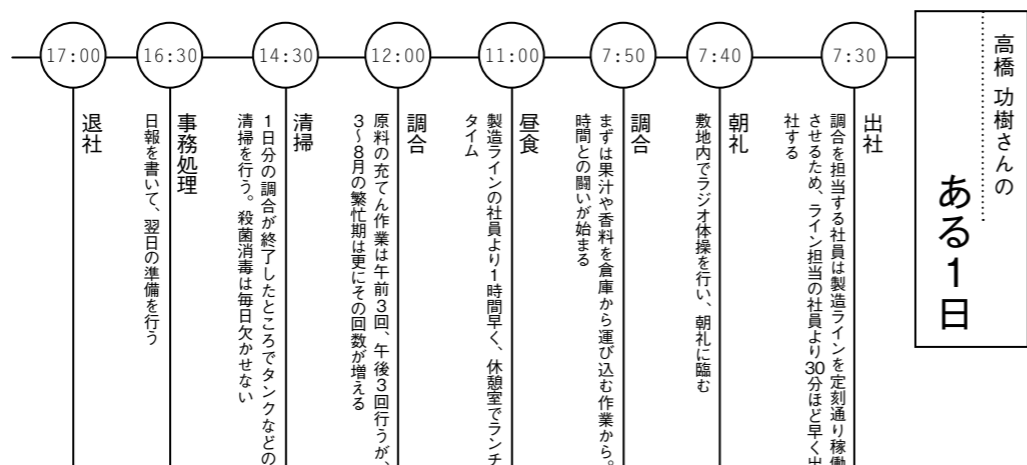 高橋 功樹さんの
ある1日
7:30
出社
調合を担当する社員は製造ラインを定刻通り稼働
させるため、ライン担当の社員より30分ほど早く出
社する
7:40
朝礼
敷地内でラジオ体操を行い、朝礼に臨む
7:50
調合
まずは果汁や香料を倉庫から運び込む作業から。
時間との闘いが始まる
11:00
昼食
製造ラインの社員より1時間早く、休憩室でランチ
タイム
12:00
調合
原料の充てん作業は午前3回、午後3回行うが、
3〜8月の繁忙期は更にその回数が増える
14:30
清掃
1日分の調合が終了したところでタンクなどの
清掃を行う。殺菌消毒は毎日欠かせない
16:30
事務処理
日報を書いて、翌日の準備を行う
17:00
退社